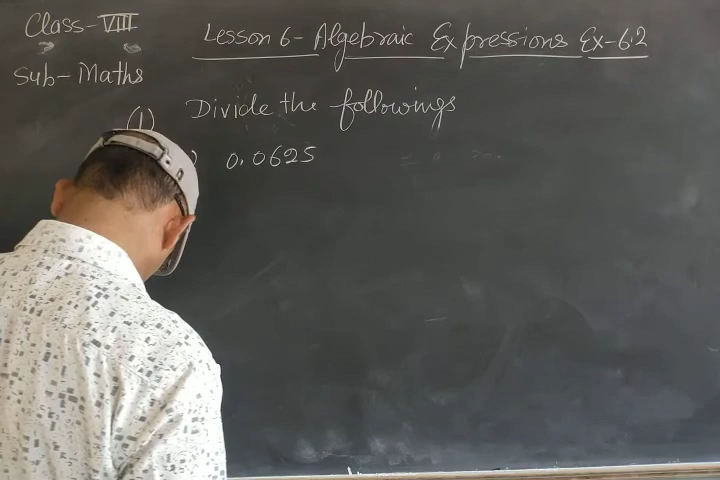 Class-VIII
Lesson 6- Algebraic Expressions Ex-6.2
Sub- Maths
(1) Divide the followings
) 0.0625